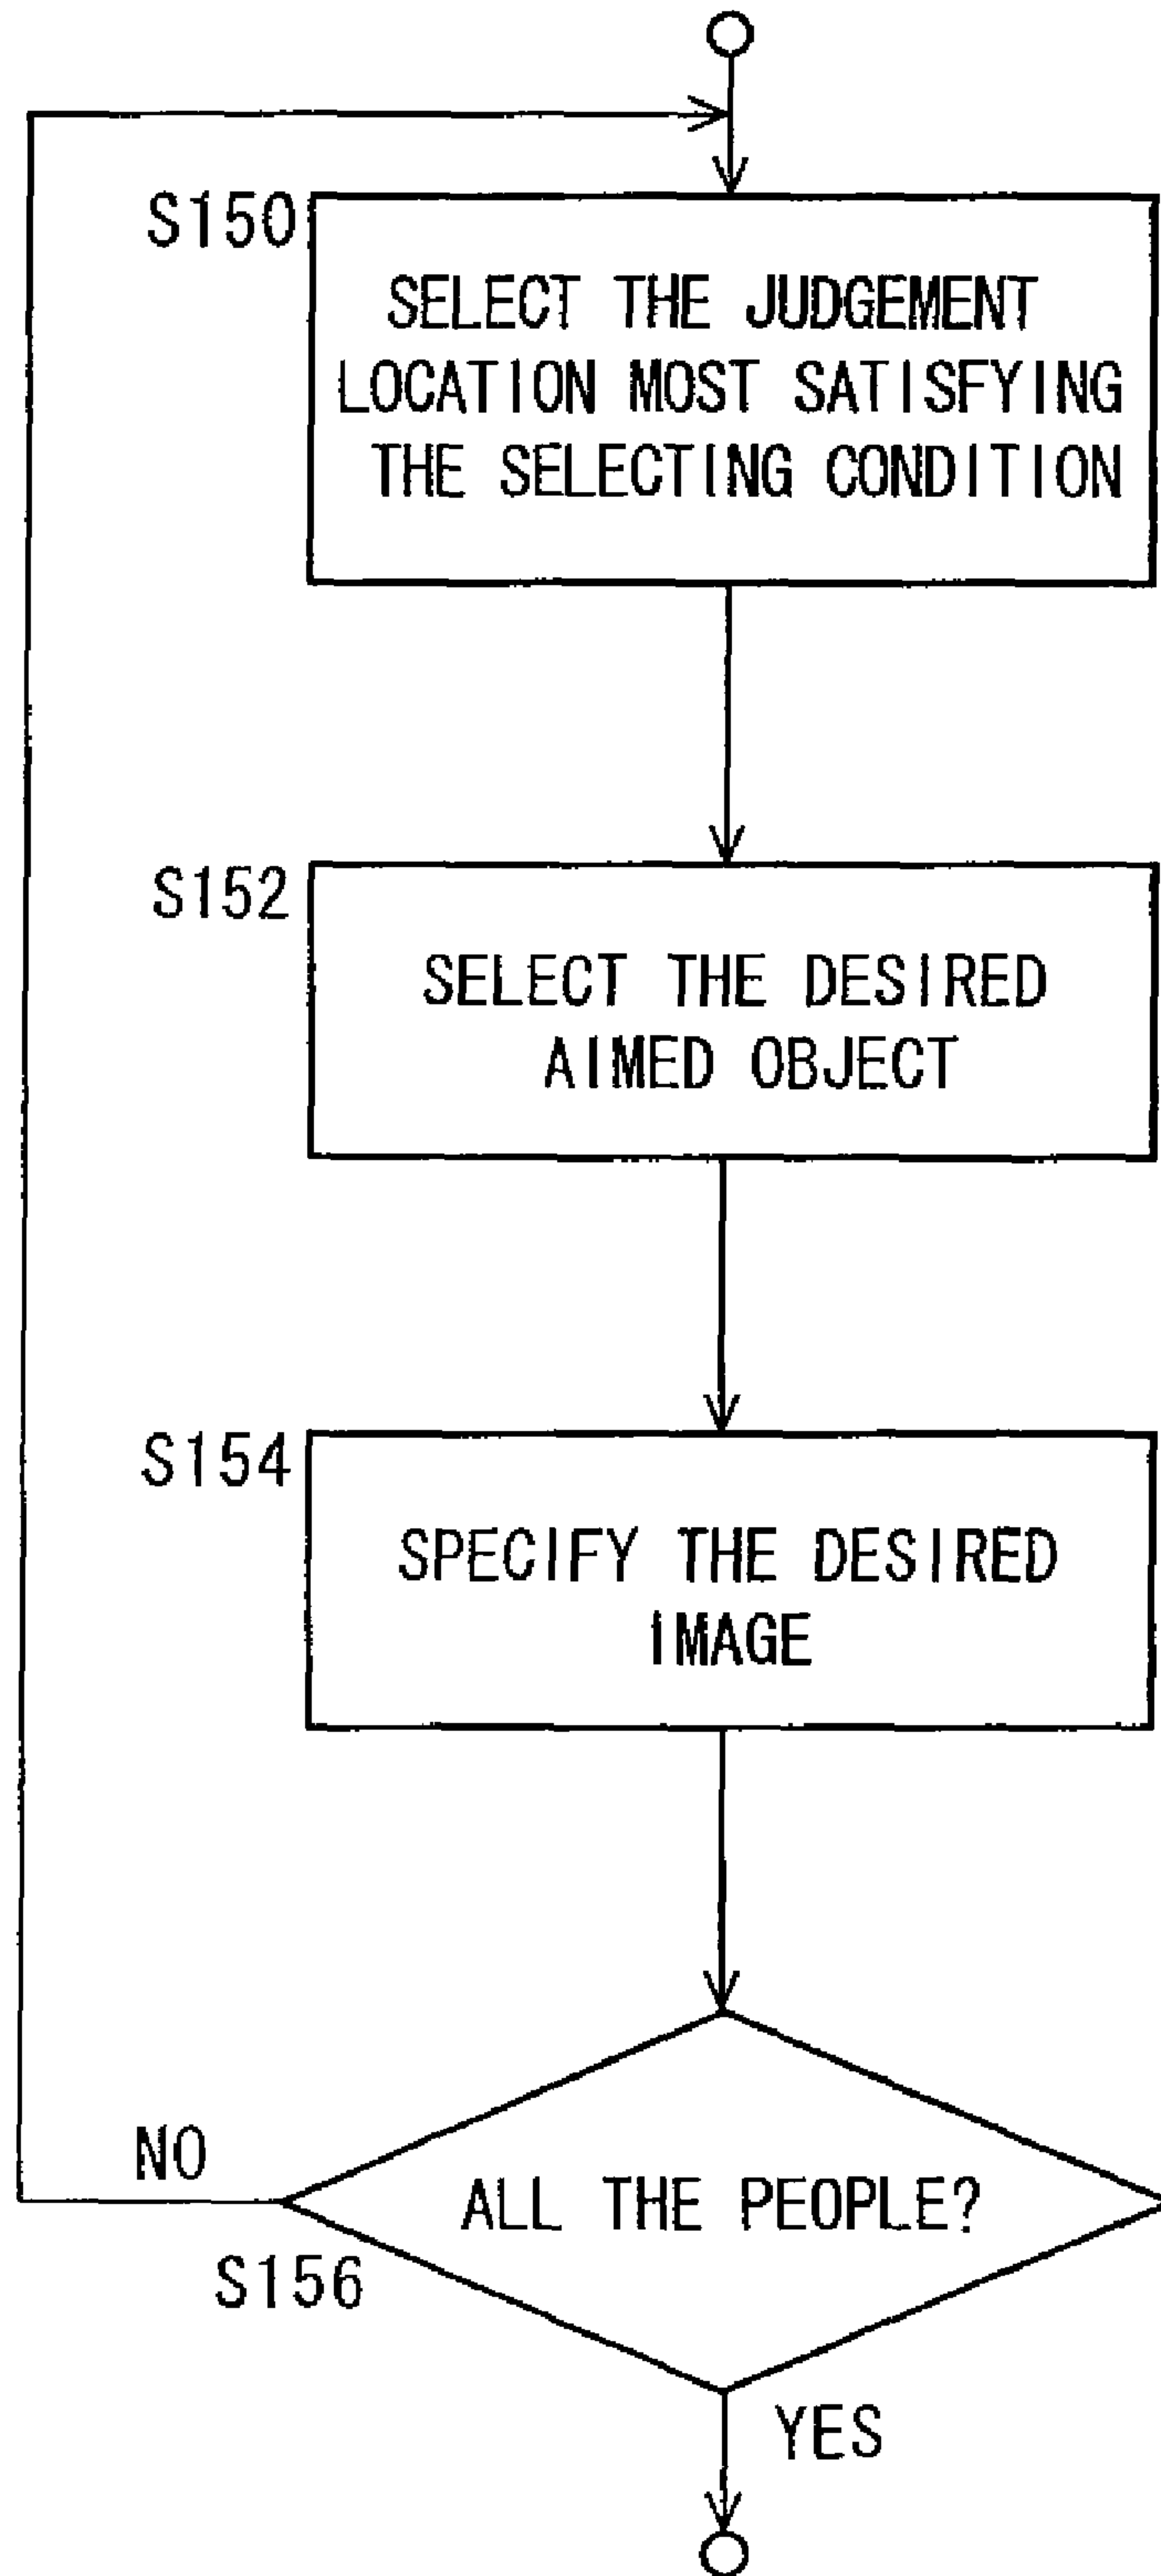 S150
SELECT THE JUDGEMENT
LOCATION MOST SATISFYING
THE SELECTING CONDITION
S152
SELECT THE DESIRED
AIMED OBJECT
S154
SPECIFY THE DESIRED
IMAGE
NO
ALL THE PEOPLE?
S156
YES